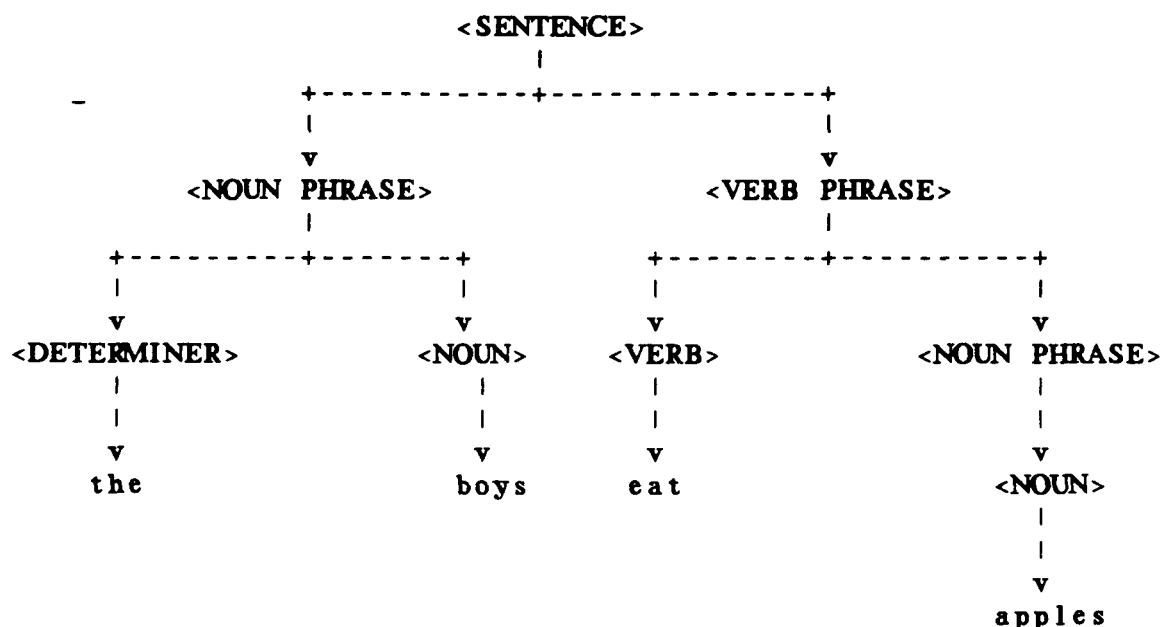 <SENTENCE>
<NOUN PHRASE> <VERB PHRASE>
<DETERMINER> <NOUN> <VERB> <NOUN PHRASE>
the boys eat <NOUN>
apples